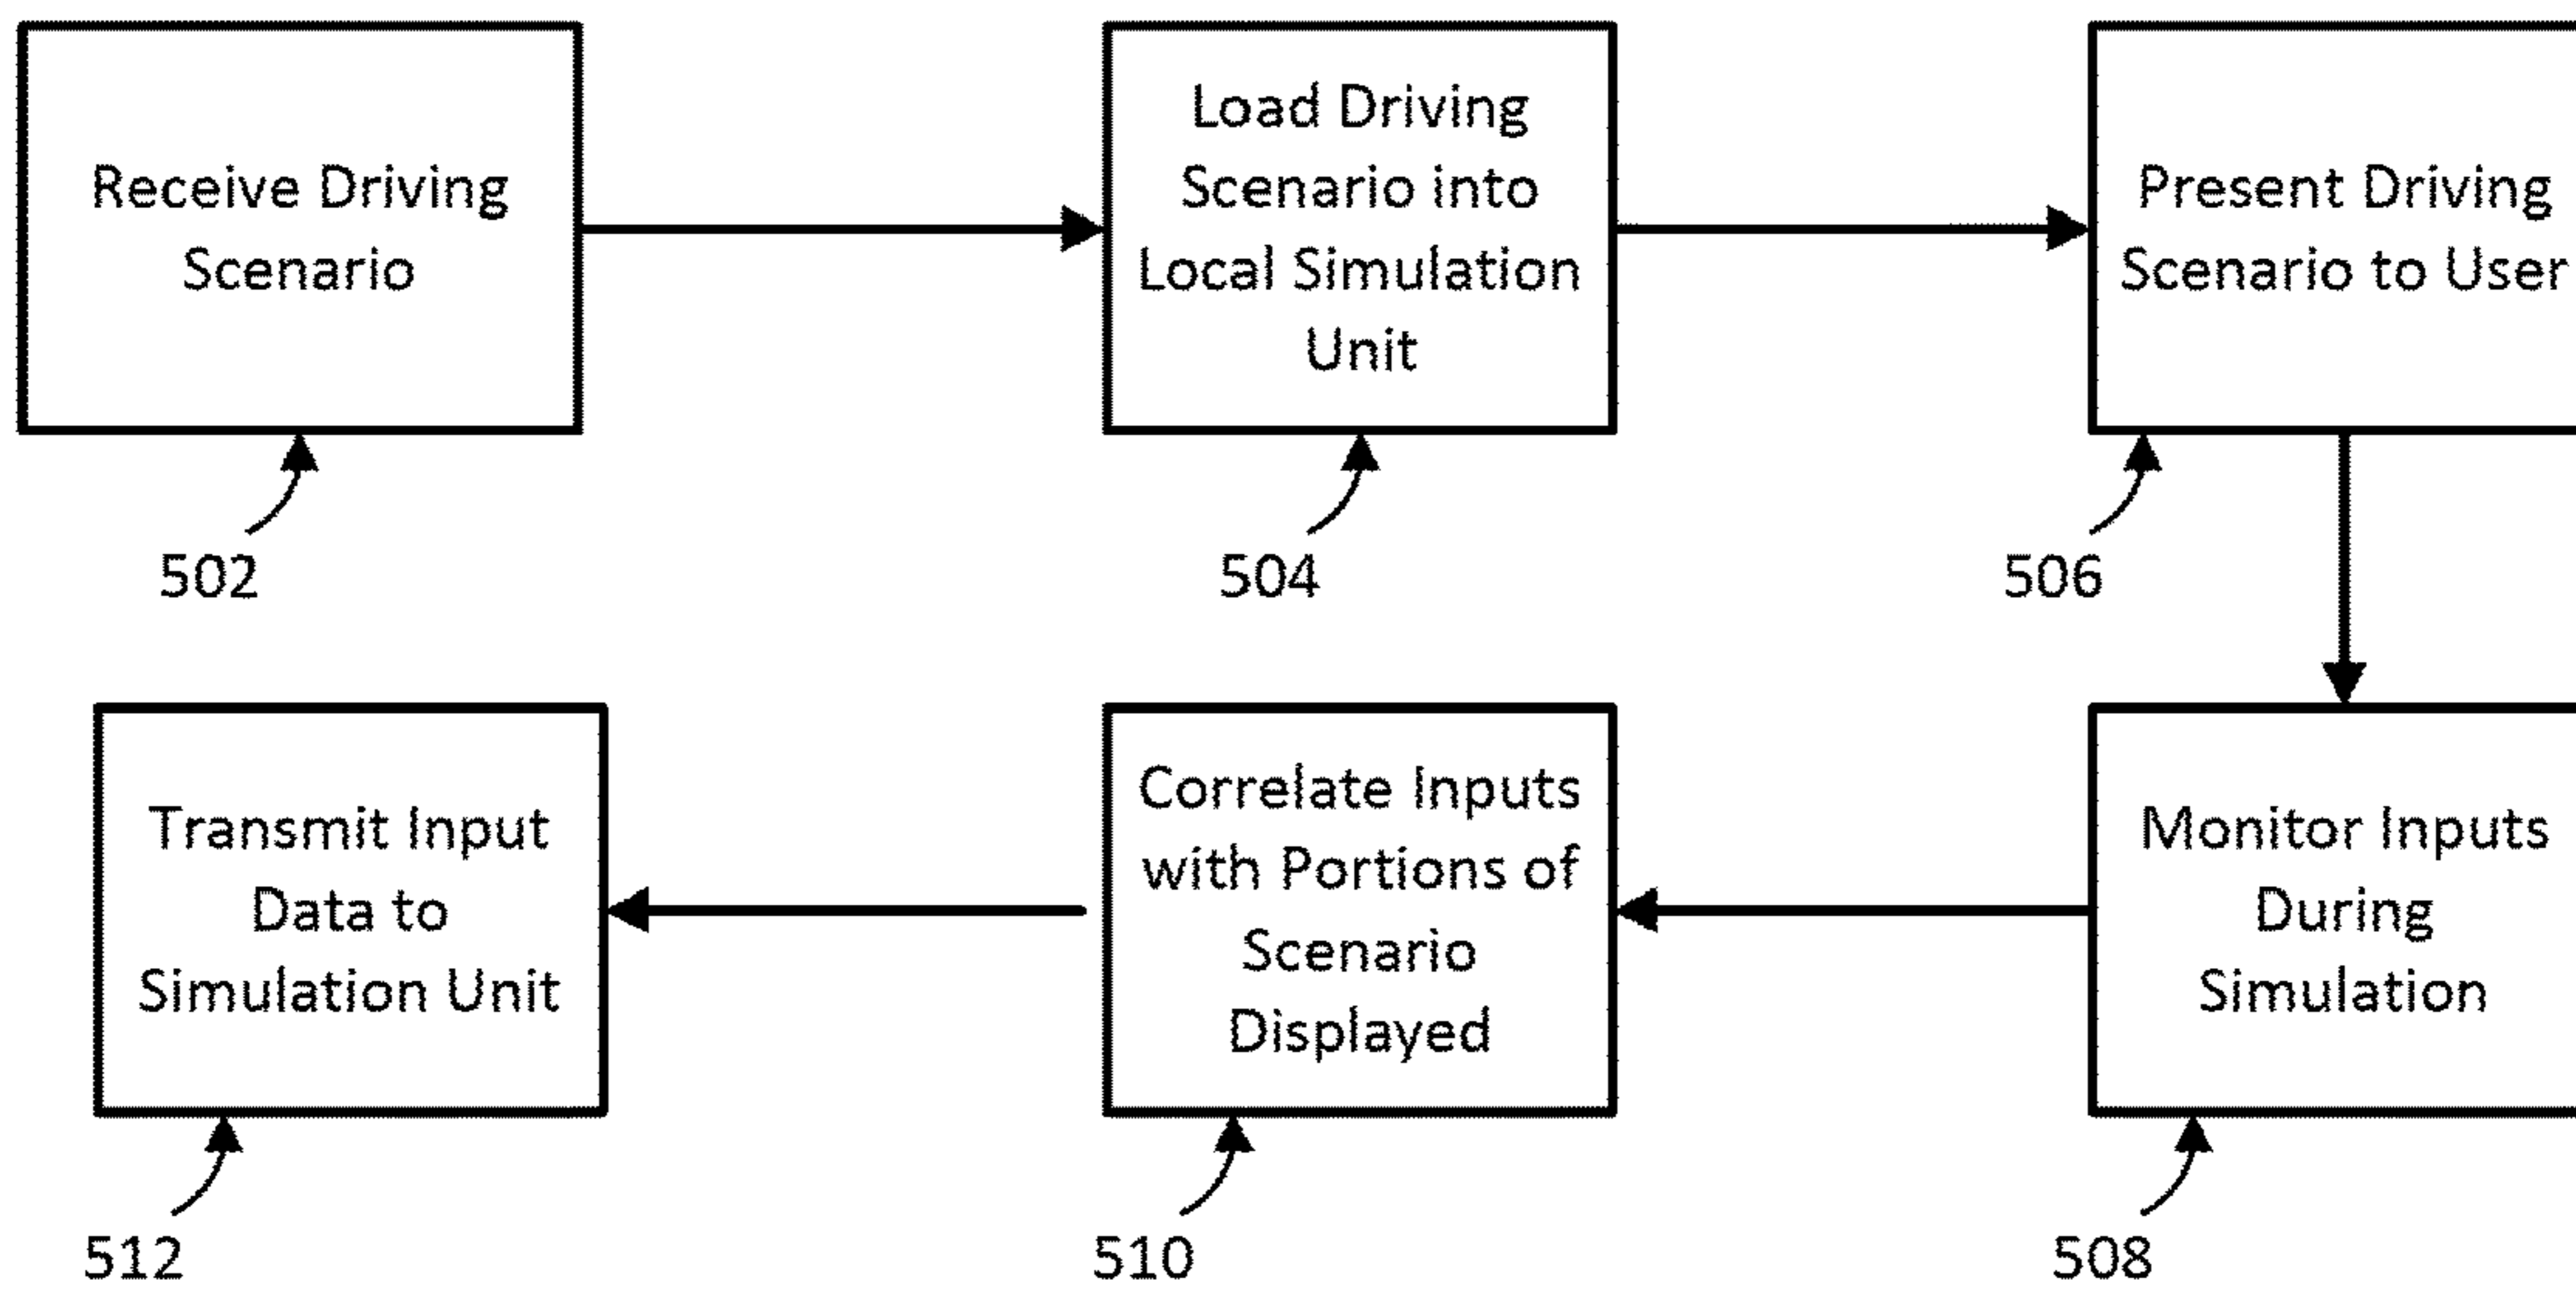 Receive Driving
Scenario
502
Load Driving
Scenario into
Local Simulation
Unit
504
Present Driving
Scenario to User
506
Monitor Inputs
During
Simulation
508
Correlate Inputs
with Portions of
Scenario
Displayed
510
Transmit Input
Data to
Simulation Unit
512